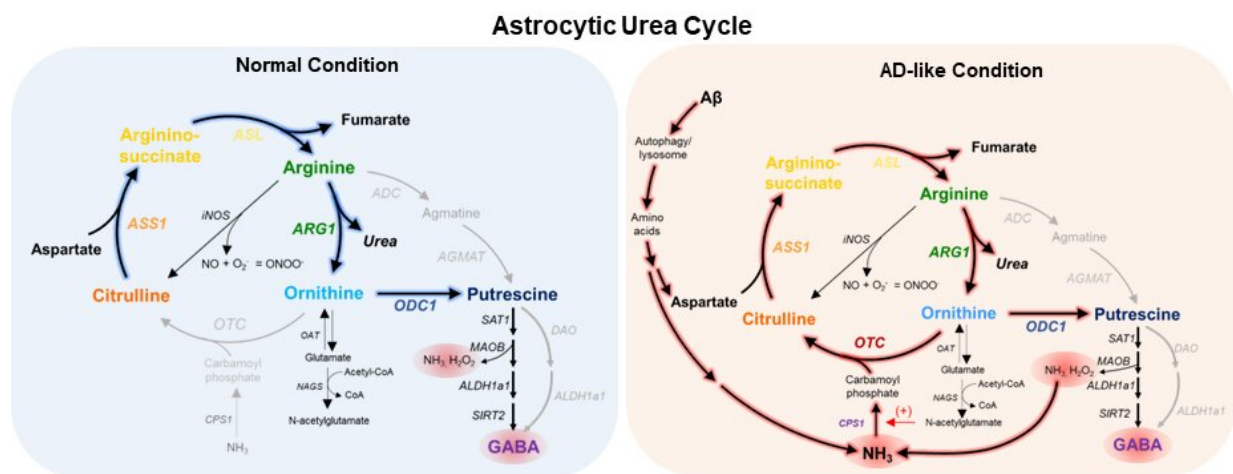 Astrocytic Urea Cycle
Normal Condition
Arginino-
succinate
ASL
Fumarate
Arginine
ADC
Agmatine
AGMAT
iNOS
ARG1
Urea
ASS1
Aspartate
NO + O₂⁻ = ONOO⁻
Citrulline
Ornithine
ODC1
Putrescine
OTC
Carbamoyl
phosphate
CPS1
NH₃
OAT
Glutamate
NAGS
Acetyl-CoA
CoA
N-acetylglutamate
SAT1
DAO
MAOB
NH₃, H₂O₂
ALDH1a1
ALDH1a1
SIRT2
GABA
AD-like Condition
Aβ
Autophagy/
lysosome
Amino
acids
Arginino-
succinate
ASL
Fumarate
Arginine
ADC
Agmatine
AGMAT
iNOS
ARG1
Urea
ASS1
Aspartate
NO + O₂⁻ = ONOO⁻
Citrulline
Ornithine
ODC1
Putrescine
OTC
Carbamoyl
phosphate
CPS1
(+)
NH₃
OAT
Glutamate
NAGS
Acetyl-CoA
CoA
N-acetylglutamate
SAT1
DAO
MAOB
NH₃, H₂O₂
ALDH1a1
ALDH1a1
SIRT2
GABA